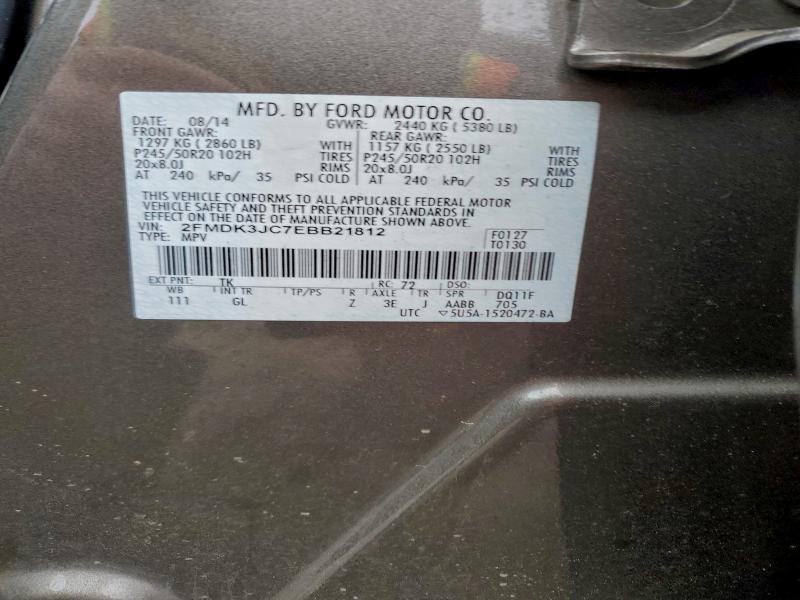 MFD. BY FORD MOTOR CO.
DATE: 08/14 GVWR: 2440 KG ( 5380 LB)
FRONT GAWR: REAR GAWR:
1297 KG ( 2860 LB) WITH 1157 KG ( 2550 LB) WITH
P245/50R20 102H TIRES P245/50R20 102H TIRES
20x8.0J RIMS 20x8.0J RIMS
AT 240 kPa/ 35 PSI COLD AT 240 kPa/ 35 PSI COLD
THIS VEHICLE CONFORMS TO ALL APPLICABLE FEDERAL MOTOR
VEHICLE SAFETY AND THEFT PREVENTION STANDARDS IN
EFFECT ON THE DATE OF MANUFACTURE SHOWN ABOVE.
VIN: 2FMDK3JC7EBB21812 F0127
TYPE: MPV T0130
EXT PNT: TK RC: 72 DSO:
WB INT TR TP/PS R AXLE TR SPR DQ11F
111 GL Z 3E J AABB 705
UTC ▽5U5A-1520472-BA